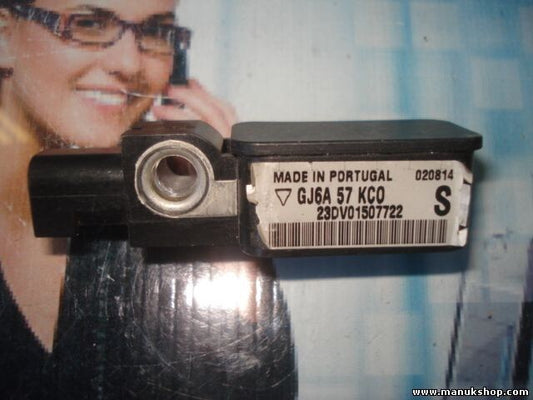 MADE IN PORTUGAL 020814
GJ6A 57 KC0 S
23DV01507722
www.manukshop.com